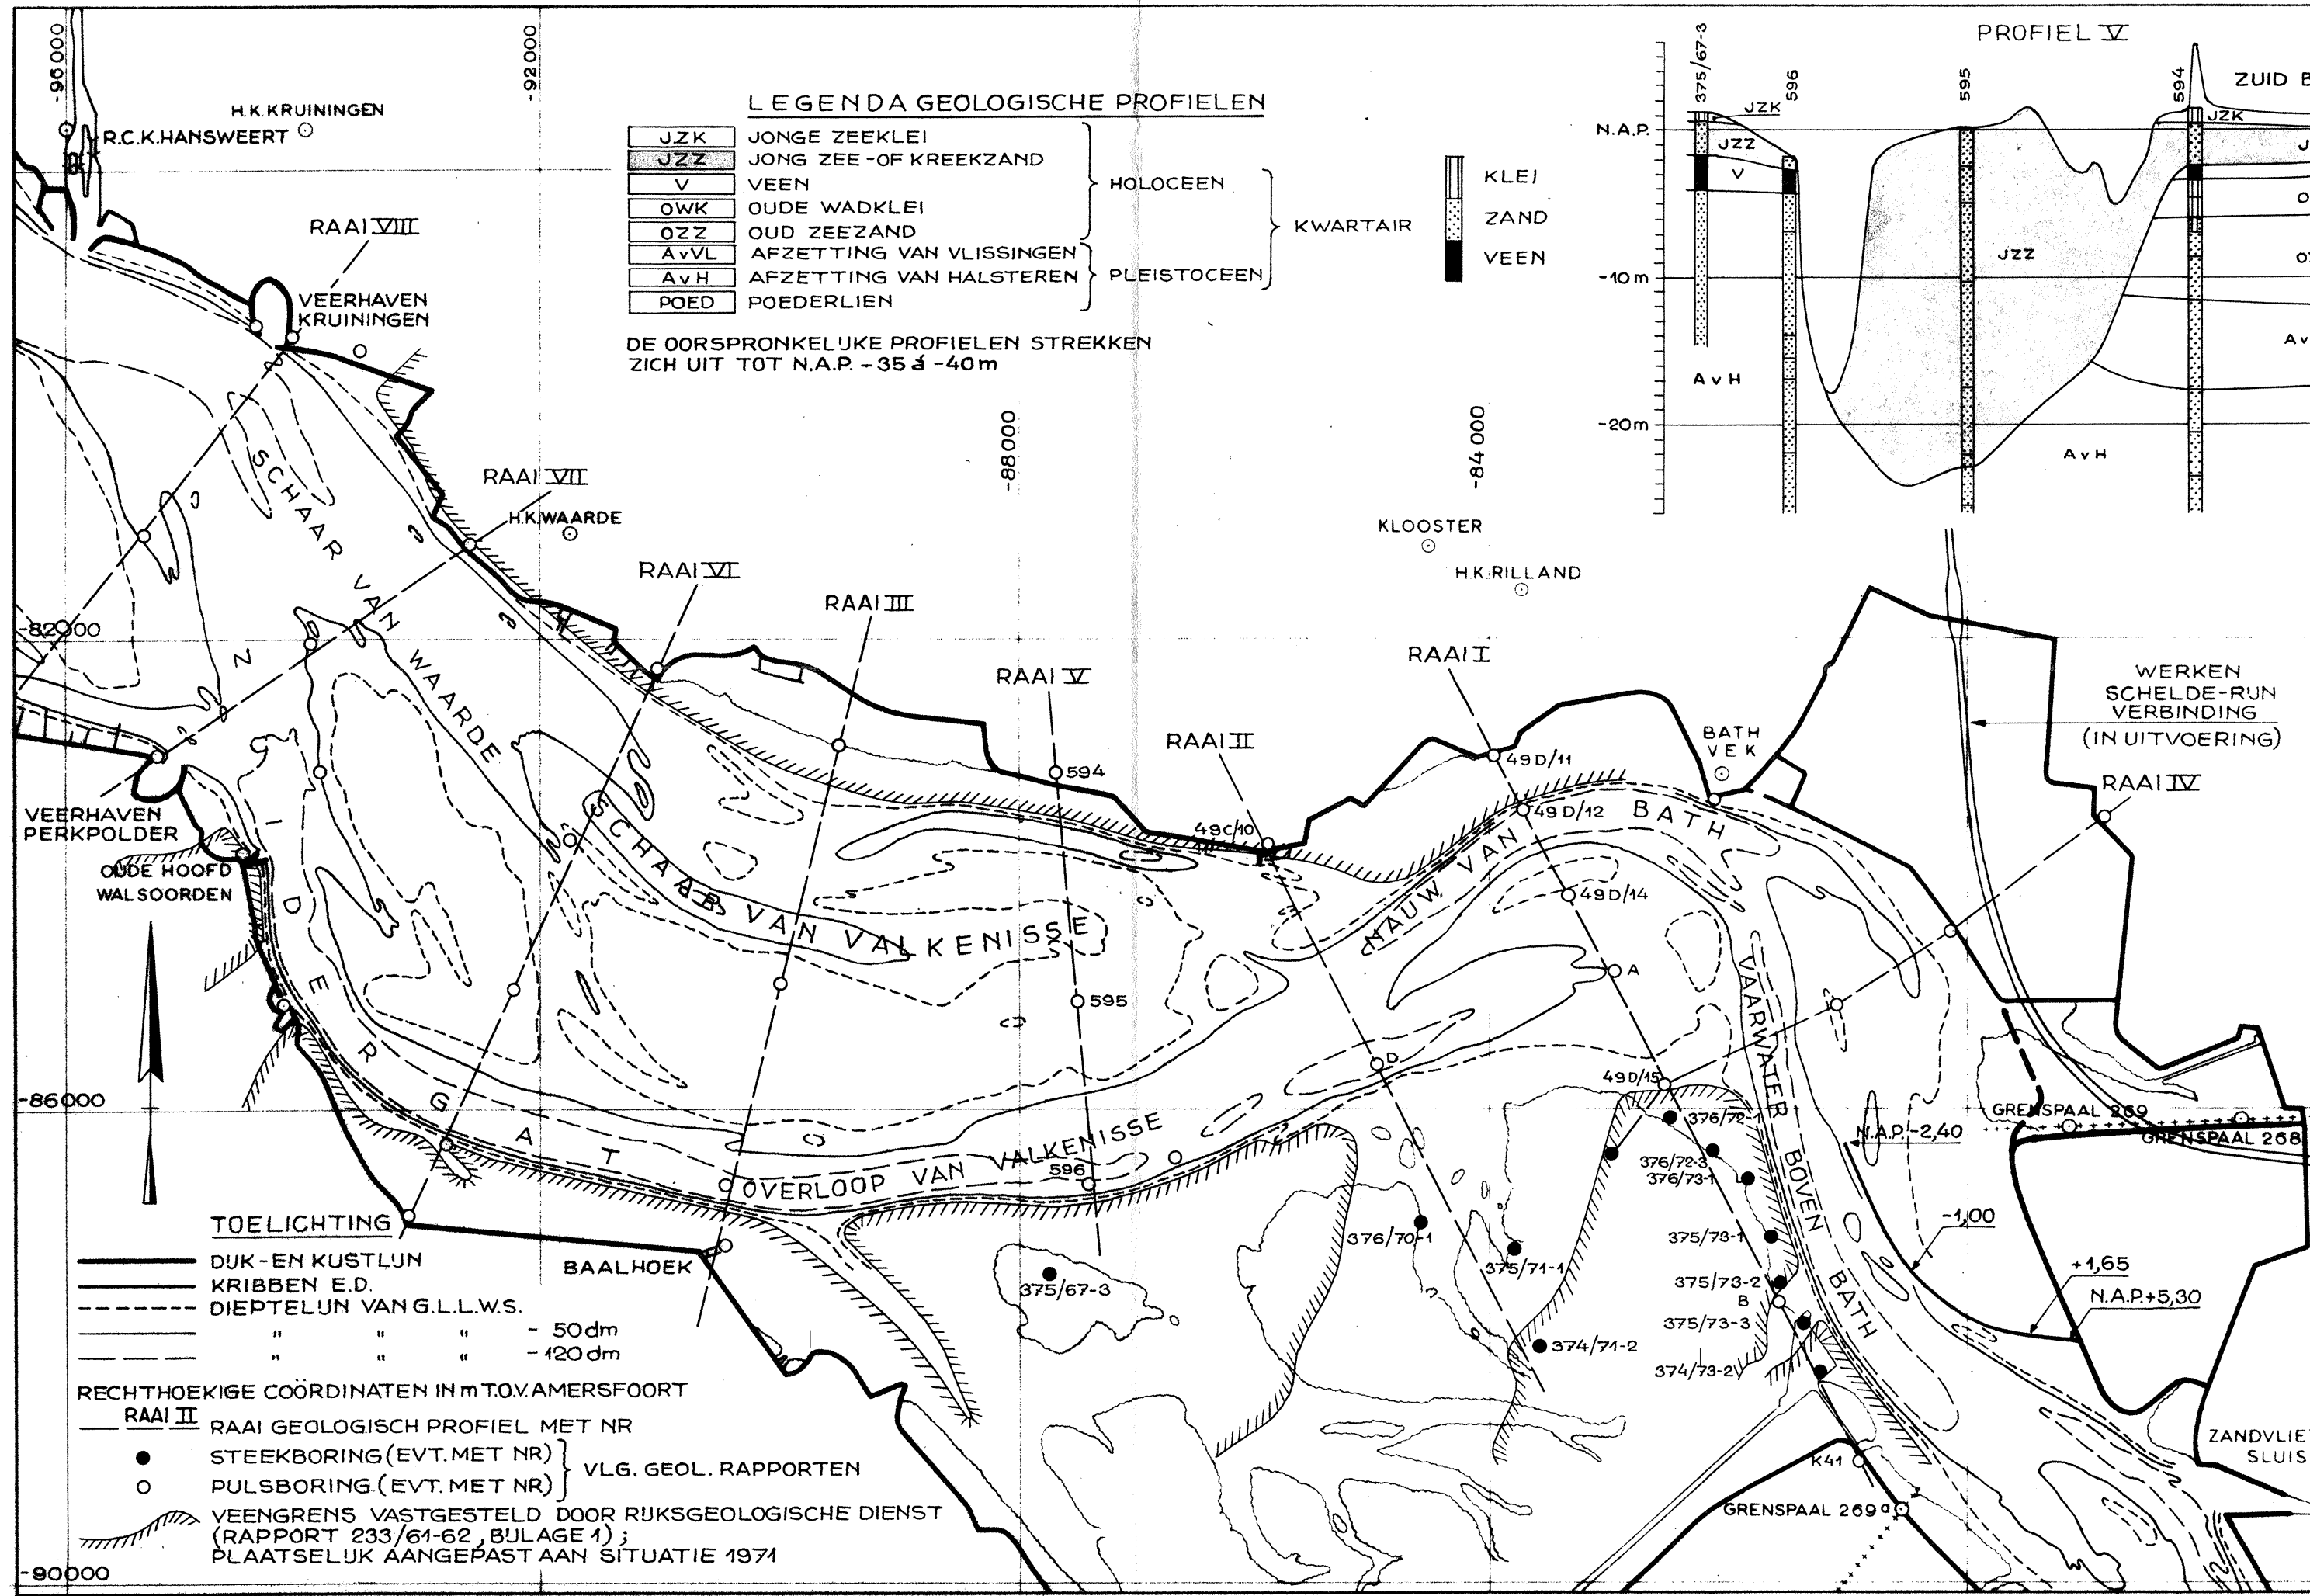 -96000
-92000
H.K.KRUININGEN
R.C.K.HANSWEERT
RAAI VIII
VEERHAVEN
KRUININGEN
LEGENDA GEOLOGISCHE PROFIELEN
JZK JONGE ZEEKLEI
JZZ JONG ZEE-OF KREEKZAND
V VEEN
OWK OUDE WADKLEI
OZZ OUD ZEEZAND
AvVL AFZETTING VAN VLISSINGEN
AvH AFZETTING VAN HALSTEREN
POED POEDERLIEN
HOLOCEEN
PLEISTOCEEN
KWARTAIR
KLEI
ZAND
VEEN
DE OORSPRONKELIJKE PROFIELEN STREKKEN
ZICH UIT TOT N.A.P. -35 á -40m
PROFIEL V
375/67-3
596
595
594
ZUID B
JZK
JZK
N.A.P.
JZZ
J
V
O
JZZ
-10m
O
Av
AvH
-20m
AvH
-88000
-84000
SCHAAR VAN WAARDE
RAAI VII
H.K.WAARDE
KLOOSTER
RAAI VI
H.K.RILLAND
RAAI III
-82000
RAAI I
RAAI V
WERKEN
SCHELDE-RIJN
VERBINDING
(IN UITVOERING)
RAAI II
BATH
VEK
49D/11
594
RAAI IV
VEERHAVEN
PERKPOLDER
49C/10
49D/12
NAUW VAN BATH
OUDE HOOFD
WALSOORDEN
SCHAAR VAN VALKENISSE
49D/14
ZUIDERGAT
A
595
VAARWATER BOVEN BATH
D
49D/15
-86000
GRENSPAAL 269
376/72-1
N.A.P.-2,40
GRENSPAAL 268
OVERLOOP VAN VALKENISSE
596
376/72-3
376/73-1
-1,00
TOELICHTING
376/70-1
375/73-1
DIJK-EN KUSTLIJN
BAALHOEK
375/71-1
+1,65
KRIBBEN E.D.
375/67-3
375/73-2
B
N.A.P.+5,30
DIEPTELIJN VAN G.L.L.W.S.
375/73-3
" " " - 50dm
" " " -120dm
374/71-2
374/73-2
RECHTHOEKIGE COÖRDINATEN IN m T.O.V. AMERSFOORT
RAAI II RAAI GEOLOGISCH PROFIEL MET NR
STEEKBORING (EVT. MET NR)
PULSBORING (EVT. MET NR)
VLG. GEOL. RAPPORTEN
ZANDVLIE
SLUIS
K41
VEENGRENS VASTGESTELD DOOR RIJKSGEOLOGISCHE DIENST
(RAPPORT 233/61-62, BIJLAGE 1);
PLAATSELIJK AANGEPAST AAN SITUATIE 1971
GRENSPAAL 269a
-90000